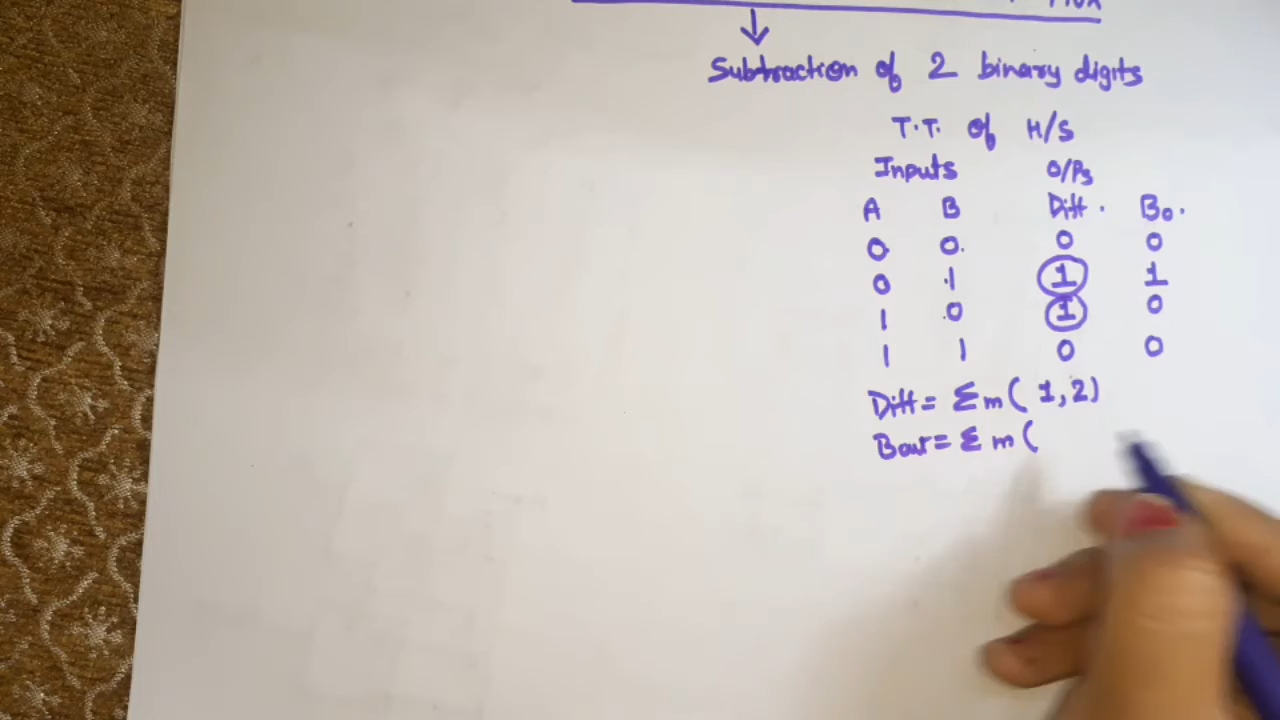 Subtraction of 2 binary digits
T.T. of H/S
Inputs O/Ps
A B Diff. Bo.
0 0 0 0
0 1 1 1
1 0 1 0
1 1 0 0
Diff = Σm(1,2)
Bout = Σm(